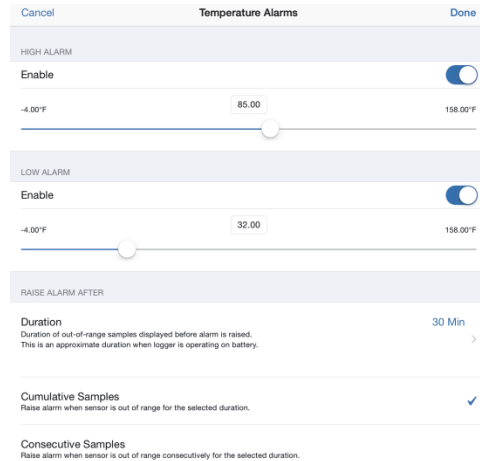 Cancel Temperature Alarms Done
HIGH ALARM
Enable
-4.00°F 85.00 158.00°F
LOW ALARM
Enable
-4.00°F 32.00 158.00°F
RAISE ALARM AFTER
Duration 30 Min
Duration of out-of-range samples displayed before alarm is raised.
This is an approximate duration when logger is operating on battery.
Cumulative Samples
Raise alarm when sensor is out of range for the selected duration.
Consecutive Samples
Raise alarm when sensor is out of range consecutively for the selected duration.